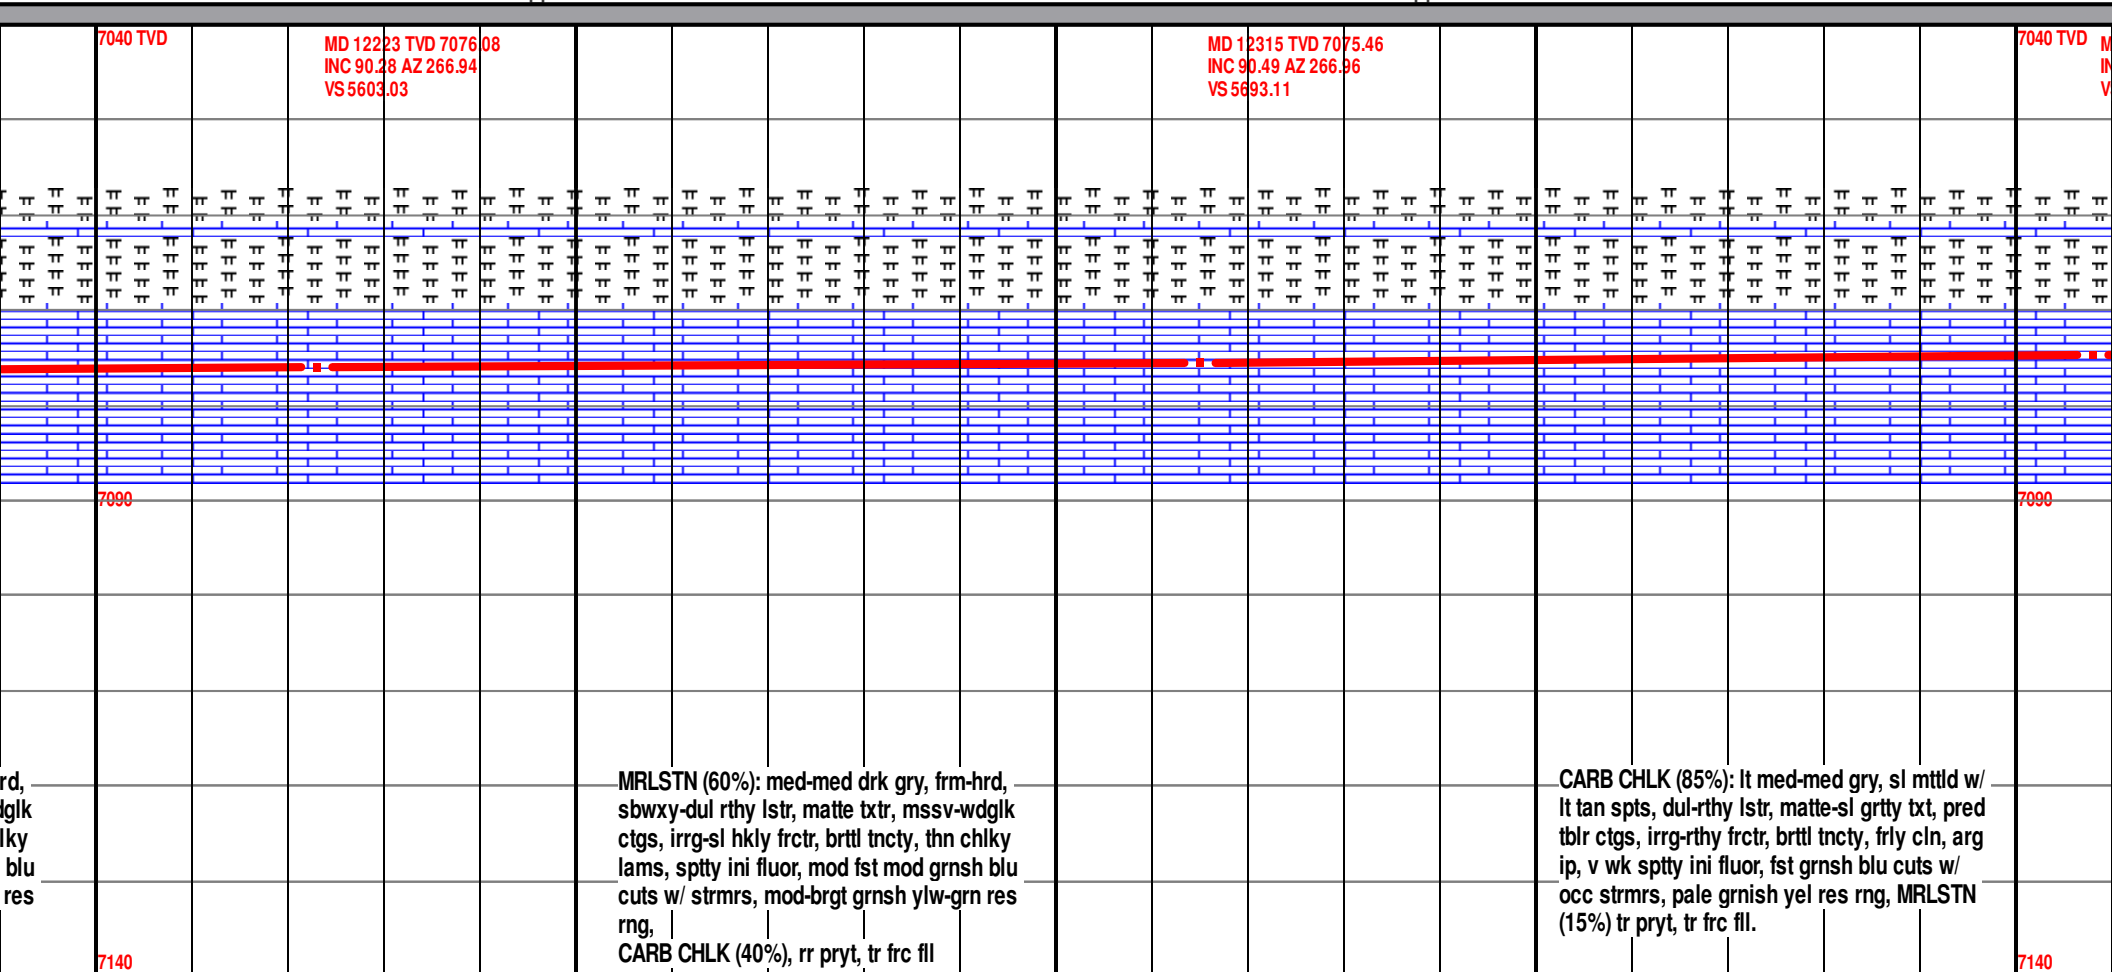 7040 TVD
MD 12223 TVD 7076.08
INC 90.28 AZ 266.94
VS 5603.03
MD 12315 TVD 7075.46
INC 90.49 AZ 266.96
VS 5693.11
7040 TVD
M
IN
V
7090
7090
rd,
dglk
lky
blu
res
MRLSTN (60%): med-med drk gry, frm-hrd,
sbwxy-dul rthy lstr, matte txtr, mssv-wdglk
ctgs, irrg-sl hkly frctr, brttl tncty, thn chlky
lams, sptty ini fluor, mod fst mod grnsh blu
cuts w/ strmrs, mod-brgt grnsh ylw-grn res
rng,
CARB CHLK (40%), rr pryt, tr frc fll
CARB CHLK (85%): lt med-med gry, sl mttld w/
lt tan spts, dul-rthy lstr, matte-sl grtty txt, pred
tblr ctgs, irrg-rthy frctr, brttl tncty, frly cln, arg
ip, v wk sptty ini fluor, fst grnsh blu cuts w/
occ strmrs, pale grnish yel res rng, MRLSTN
(15%) tr pryt, tr frc fll.
7140
7140